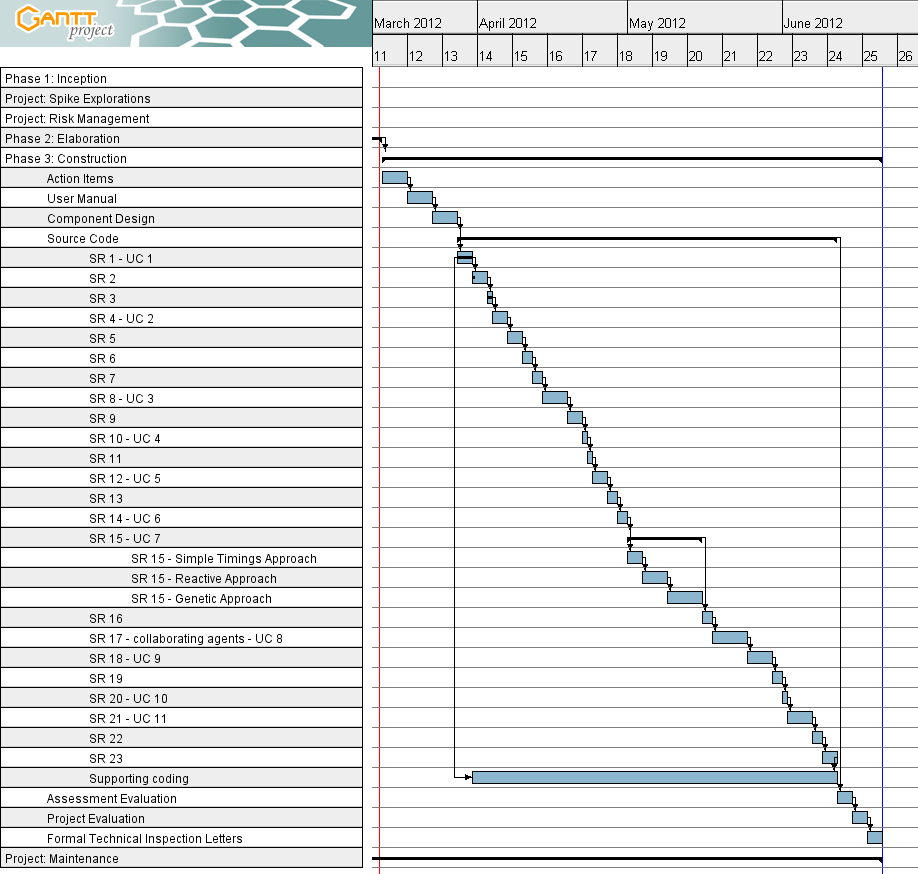 GANTT
project
March 2012 April 2012 May 2012 June 2012
11 12 13 14 15 16 17 18 19 20 21 22 23 24 25 26
Phase 1: Inception
Project: Spike Explorations
Project: Risk Management
Phase 2: Elaboration
Phase 3: Construction
Action Items
User Manual
Component Design
Source Code
SR 1 - UC 1
SR 2
SR 3
SR 4 - UC 2
SR 5
SR 6
SR 7
SR 8 - UC 3
SR 9
SR 10 - UC 4
SR 11
SR 12 - UC 5
SR 13
SR 14 - UC 6
SR 15 - UC 7
SR 15 - Simple Timings Approach
SR 15 - Reactive Approach
SR 15 - Genetic Approach
SR 16
SR 17 - collaborating agents - UC 8
SR 18 - UC 9
SR 19
SR 20 - UC 10
SR 21 - UC 11
SR 22
SR 23
Supporting coding
Assessment Evaluation
Project Evaluation
Formal Technical Inspection Letters
Project: Maintenance